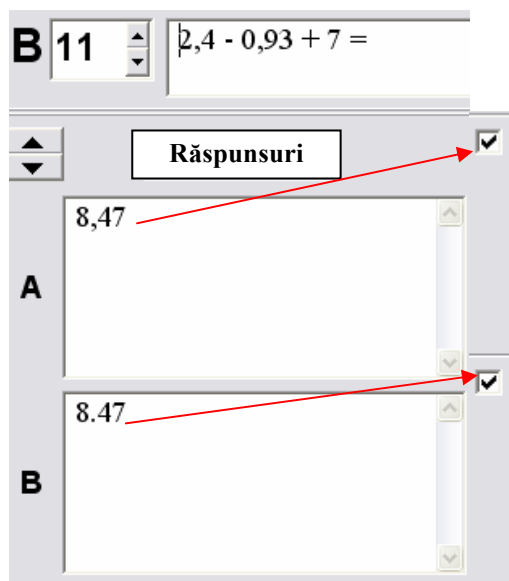 B 11 2,4 - 0,93 + 7 =
Răspunsuri
8,47
A
8.47
B